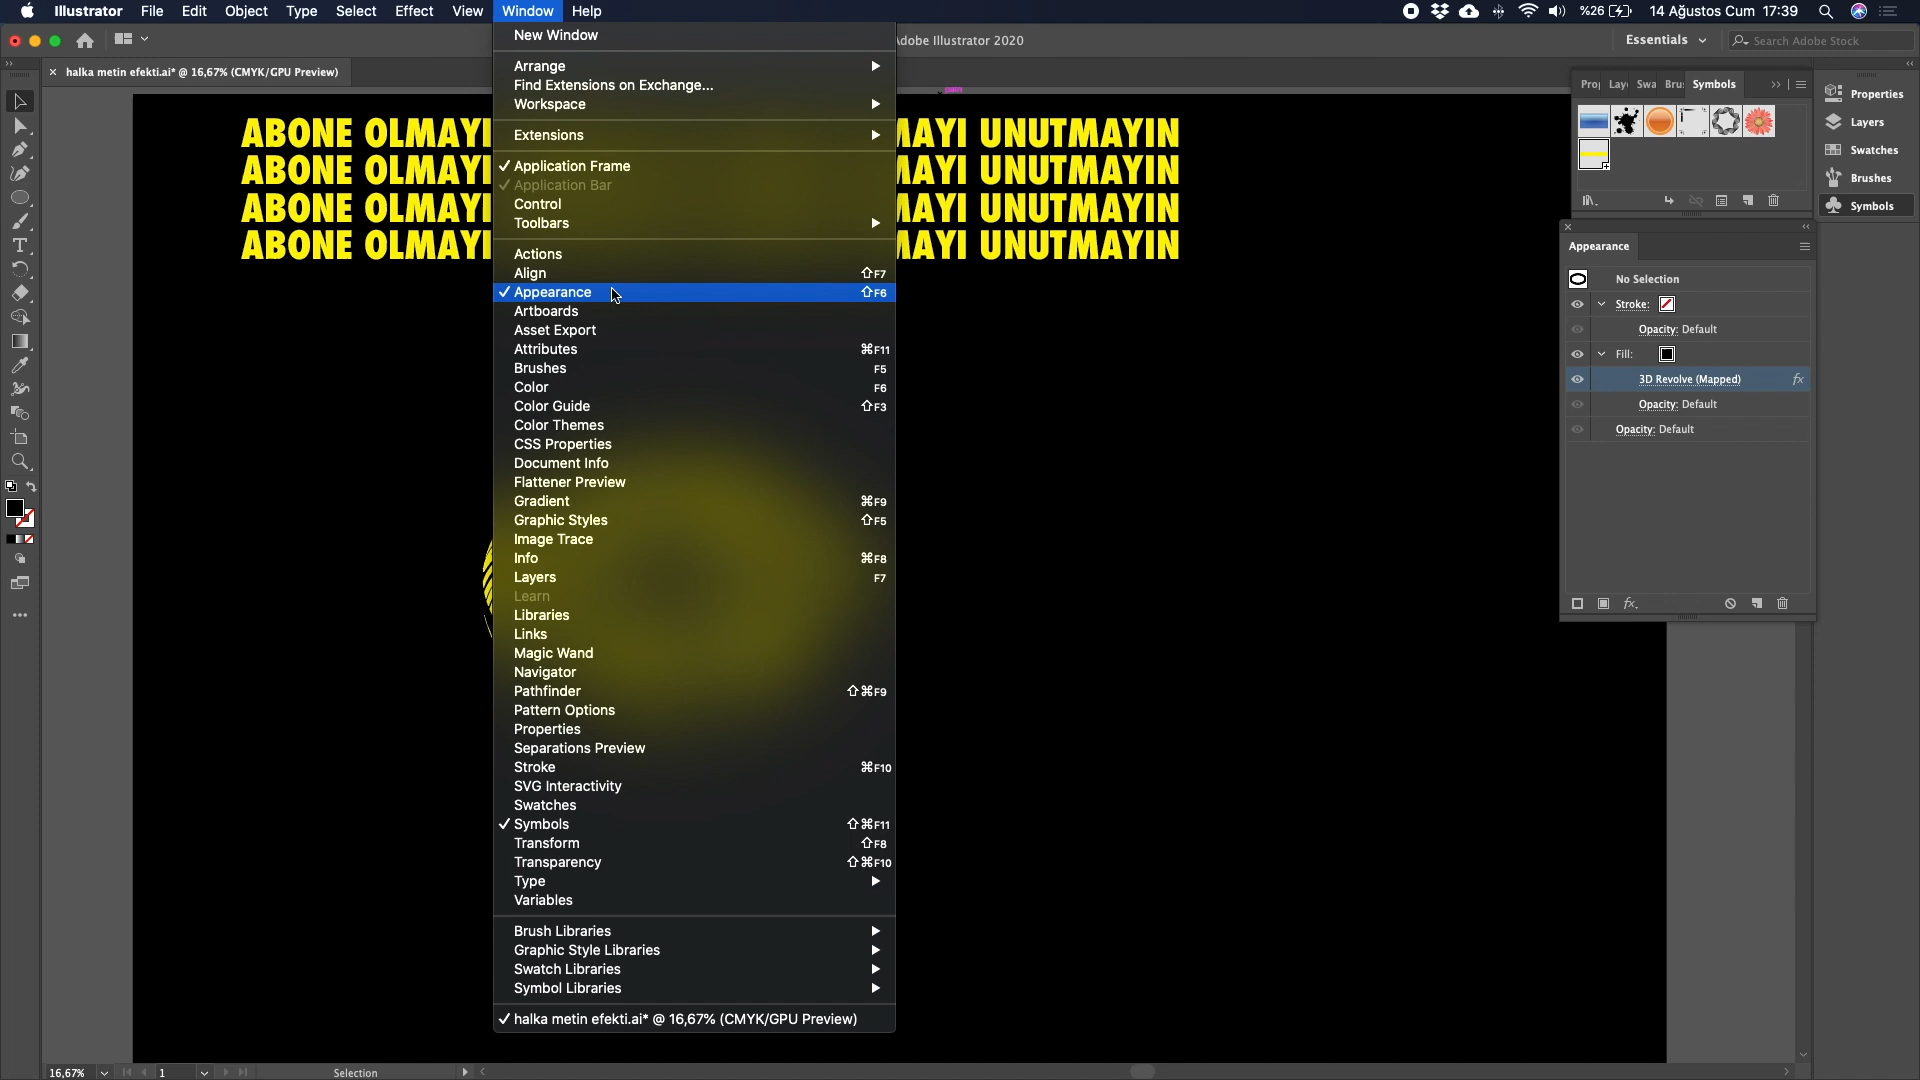 Illustrator File Edit Object Type Select Effect View Window Help
%26 14 Ağustos Cum 17:39
Adobe Illustrator 2020
Essentials
Search Adobe Stock
× halka metin efekti.ai* @ 16,67% (CMYK/GPU Preview)
ABONE OLMAYI
ABONE OLMAYI
ABONE OLMAYI
ABONE OLMAYI
MAYI UNUTMAYIN
MAYI UNUTMAYIN
MAYI UNUTMAYIN
MAYI UNUTMAYIN
New Window
Arrange
Find Extensions on Exchange...
Workspace
Extensions
✓ Application Frame
✓ Application Bar
Control
Toolbars
Actions
Align ⇧F7
✓ Appearance ⇧F6
Artboards
Asset Export
Attributes ⌘F11
Brushes F5
Color F6
Color Guide ⇧F3
Color Themes
CSS Properties
Document Info
Flattener Preview
Gradient ⌘F9
Graphic Styles ⇧F5
Image Trace
Info ⌘F8
Layers F7
Learn
Libraries
Links
Magic Wand
Navigator
Pathfinder ⇧⌘F9
Pattern Options
Properties
Separations Preview
Stroke ⌘F10
SVG Interactivity
Swatches
✓ Symbols ⇧⌘F11
Transform ⇧F8
Transparency ⇧⌘F10
Type
Variables
Brush Libraries
Graphic Style Libraries
Swatch Libraries
Symbol Libraries
✓ halka metin efekti.ai* @ 16,67% (CMYK/GPU Preview)
Pro Lay Swa Bru Symbols
Appearance
No Selection
Stroke:
Opacity: Default
Fill:
3D Revolve (Mapped) fx
Opacity: Default
Opacity: Default
fx
Properties
Layers
Swatches
Brushes
Symbols
16,67% 1 Selection